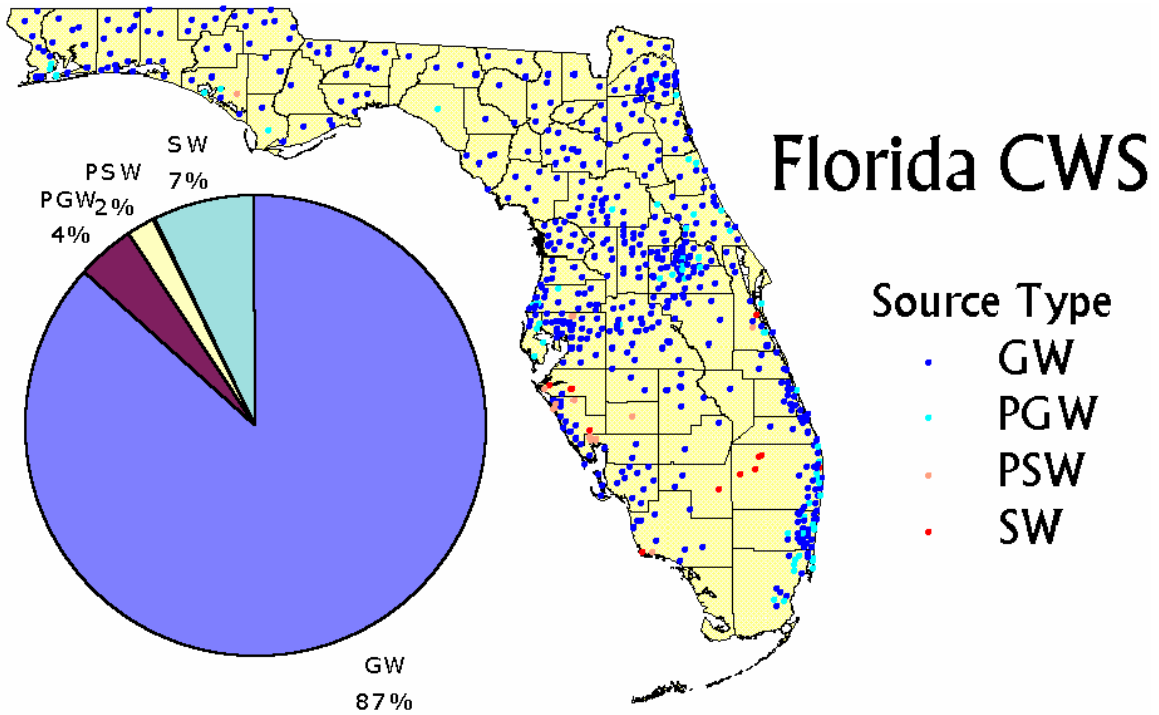 Florida CWS
SW
7%
PSW
2%
PGW
4%
GW
87%
Source Type
GW
PGW
PSW
SW